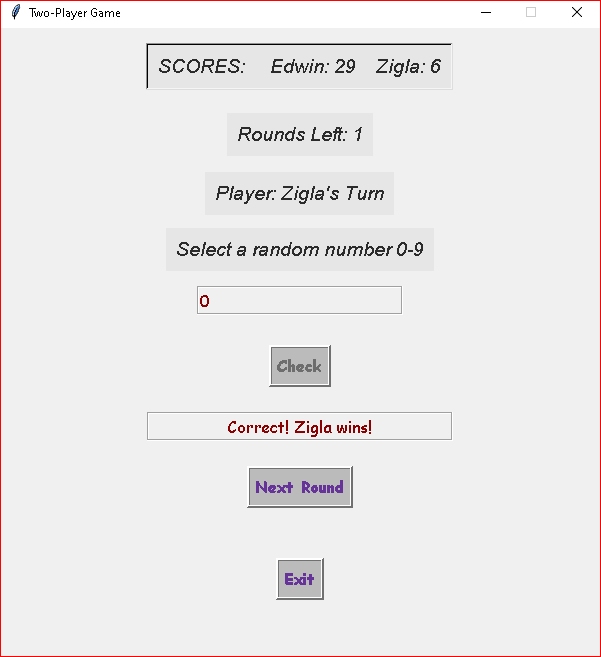 Two-Player Game
SCORES: Edwin: 29 Zigla: 6
Rounds Left: 1
Player: Zigla's Turn
Select a random number 0-9
0
Check
Correct! Zigla wins!
Next Round
Exit